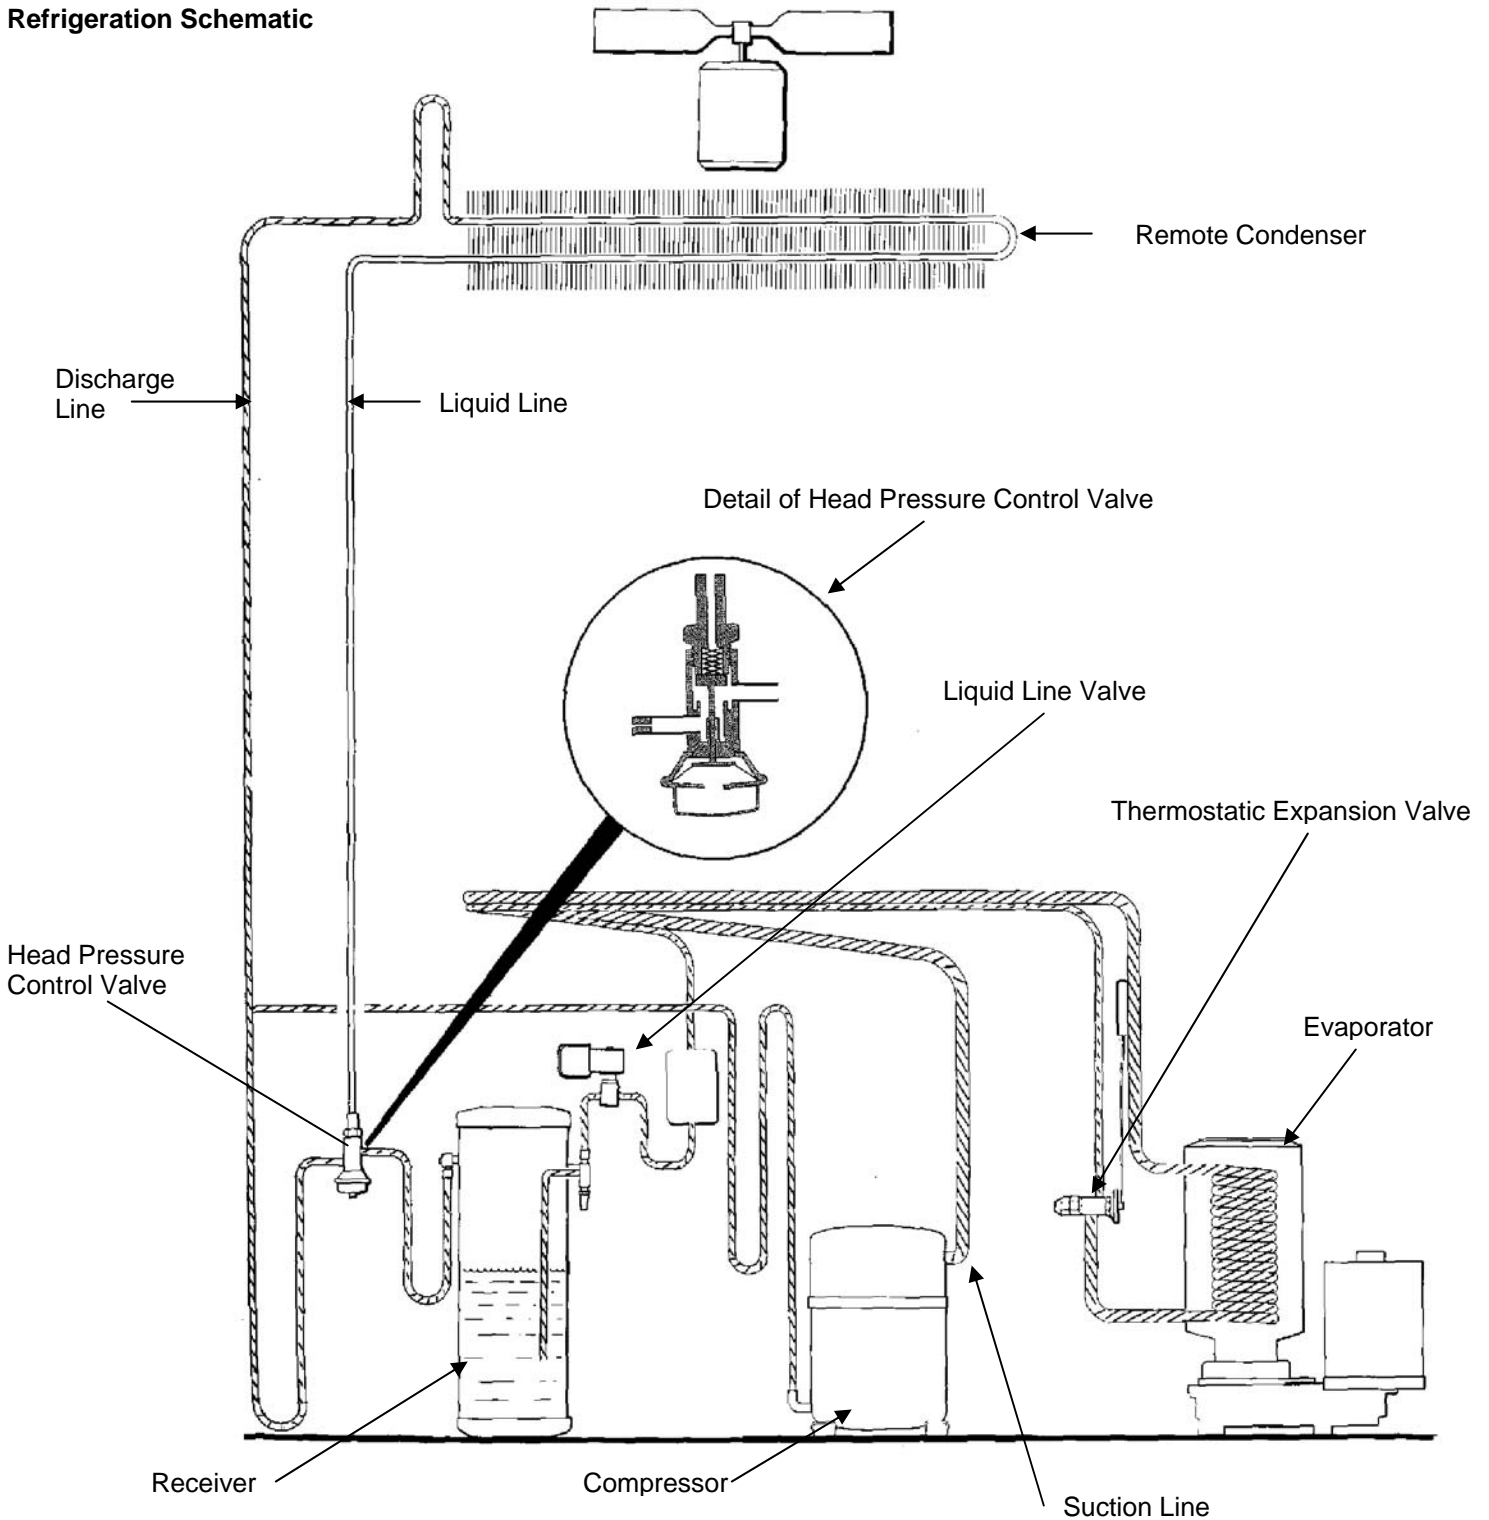 Refrigeration Schematic
Remote Condenser
Discharge
Line
Liquid Line
Detail of Head Pressure Control Valve
Liquid Line Valve
Thermostatic Expansion Valve
Head Pressure
Control Valve
Evaporator
Receiver
Compressor
Suction Line